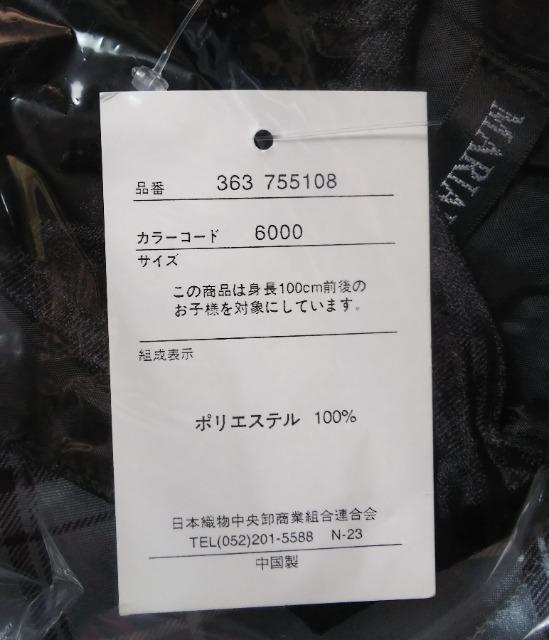 品番 363 755108
カラーコード 6000
サイズ
この商品は身長100cm前後の
お子様を対象にしています。
組成表示
ポリエステル 100%
日本織物中央卸商業組合連合会
TEL(052)201-5588 N-23
中国製
MARIA